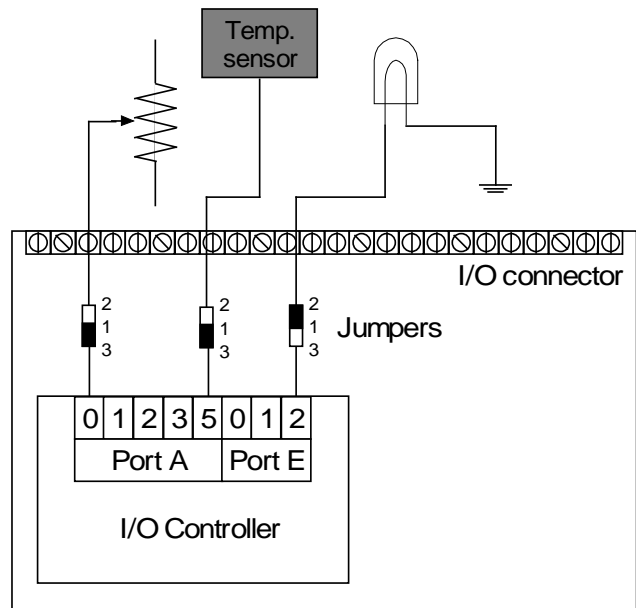 Temp.
sensor
I/O connector
2
1
3
2
1
3
2
1
3
Jumpers
0 1 2 3 5 0 1 2
Port A Port E
I/O Controller